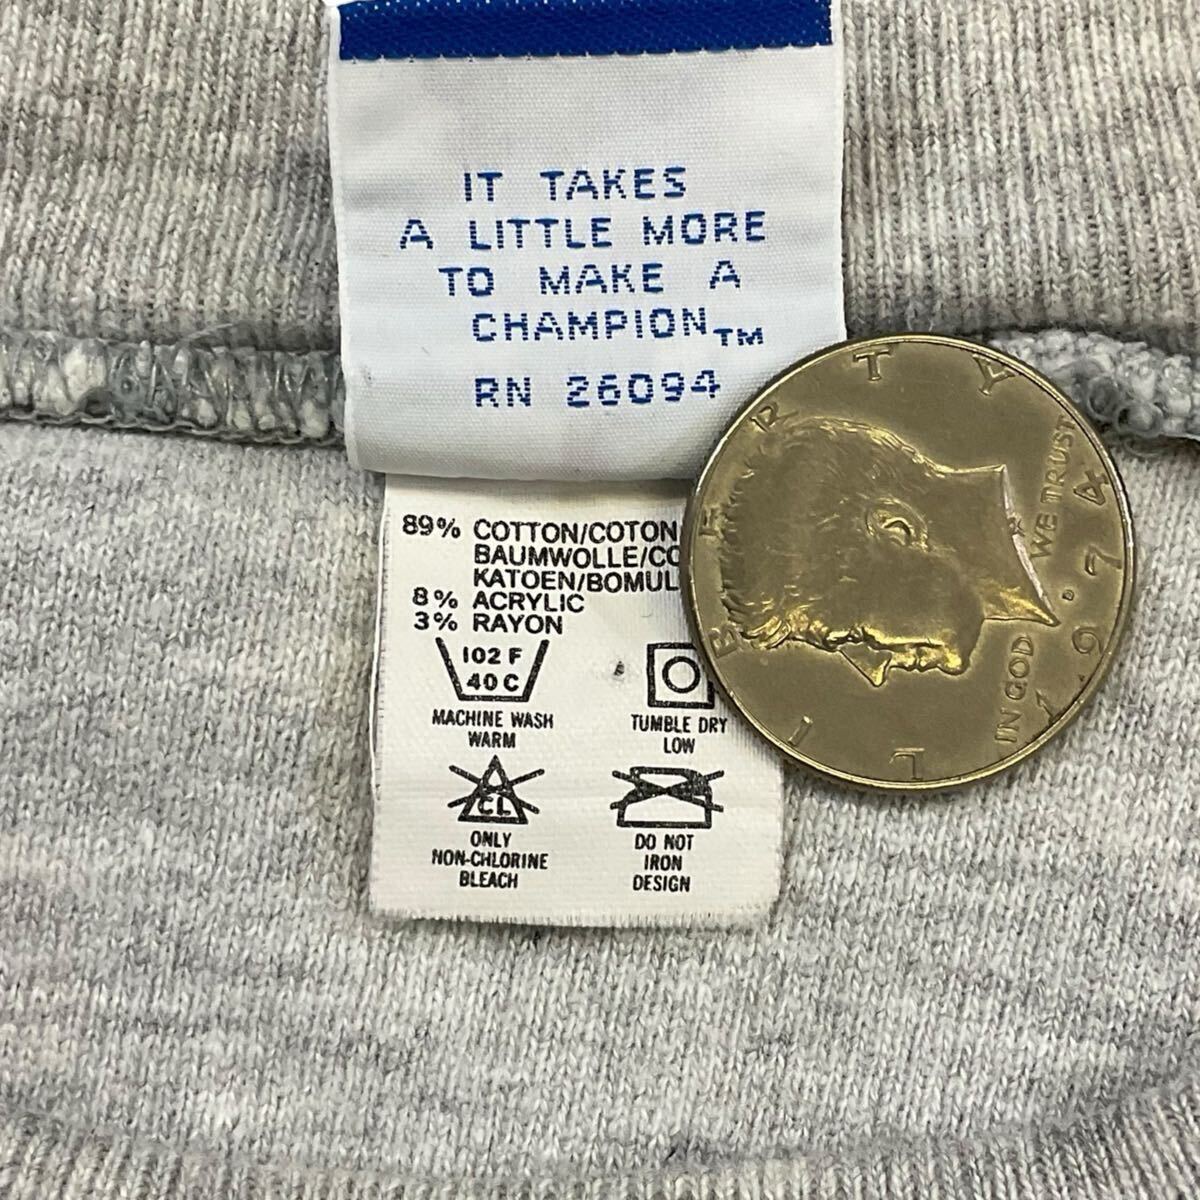 IT TAKES
A LITTLE MORE
TO MAKE A
CHAMPION™
RN 26094
89% COTTON/COTON
BAUMWOLLE/
KATOEN/
8% ACRYLIC
3% RAYON
102 F
40 C
MACHINE WASH
WARM
TUMBLE DRY
LOW
CL
ONLY
NON-CHLORINE
BLEACH
DO NOT
IRON
DESIGN
LIBERTY
IN GOD WE TRUST
1974